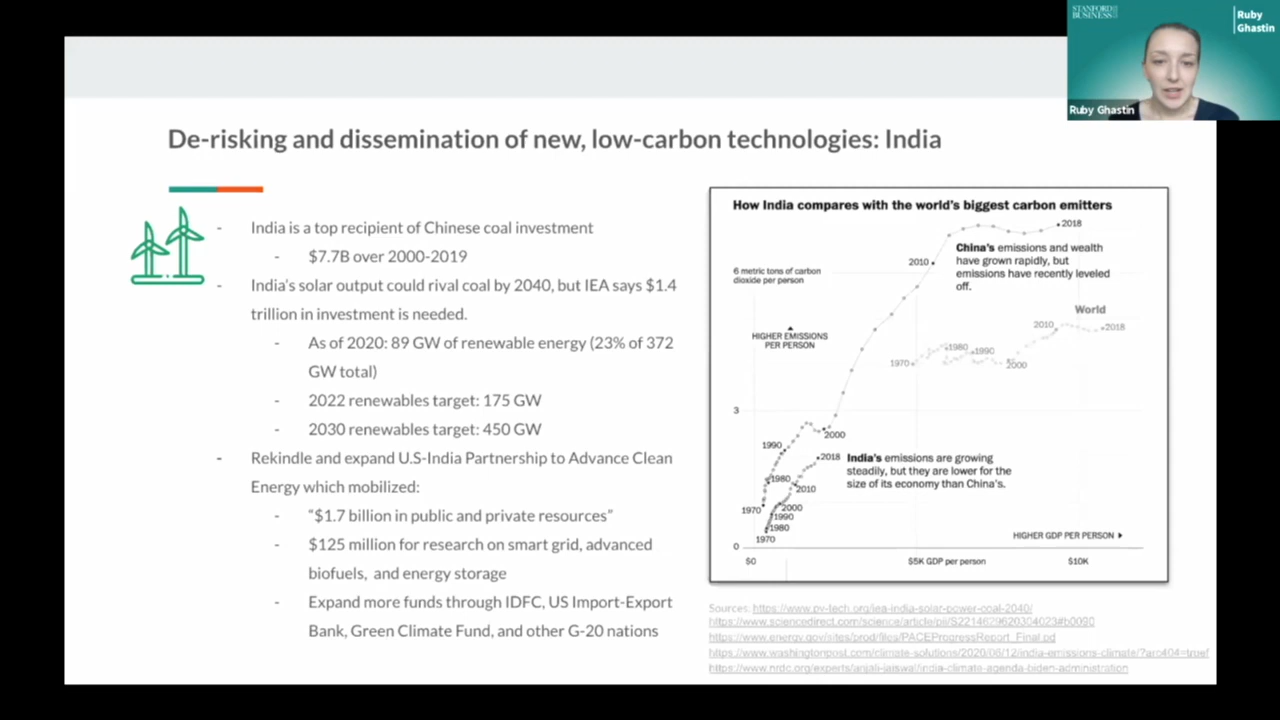 STANFORD
BUSINESS
Ruby
Ghastin
Ruby Ghastin
De-risking and dissemination of new, low-carbon technologies: India
- India is a top recipient of Chinese coal investment
- $7.7B over 2000-2019
- India's solar output could rival coal by 2040, but IEA says $1.4
trillion in investment is needed.
- As of 2020: 89 GW of renewable energy (23% of 372
GW total)
- 2022 renewables target: 175 GW
- 2030 renewables target: 450 GW
- Rekindle and expand U.S-India Partnership to Advance Clean
Energy which mobilized:
- "$1.7 billion in public and private resources"
- $125 million for research on smart grid, advanced
biofuels, and energy storage
- Expand more funds through IDFC, US Import-Export
Bank, Green Climate Fund, and other G-20 nations
How India compares with the world's biggest carbon emitters
2018
China's emissions and wealth
have grown rapidly, but
emissions have recently leveled
off.
2010
6 metric tons of carbon
dioxide per person
World
2010
2018
HIGHER EMISSIONS
PER PERSON
1970
1980
1990
2000
3
2000
1990
2018
India's emissions are growing
steadily, but they are lower for the
size of its economy than China's.
1980
2010
1970
2000
1990
1980
1970
HIGHER GDP PER PERSON
0
$0
$5K GDP per person
$10K
Sources: https://www.pv-tech.org/iea-india-solar-power-coal-2040/
https://www.sciencedirect.com/science/article/pii/S2214629620304023#b0090
https://www.energy.gov/sites/prod/files/PACEProgressReport_Final.pd
https://www.washingtonpost.com/climate-solutions/2020/06/12/india-emissions-climate/?arc404=true
https://www.nrdc.org/experts/anjali-jaiswal/india-climate-agenda-biden-administration